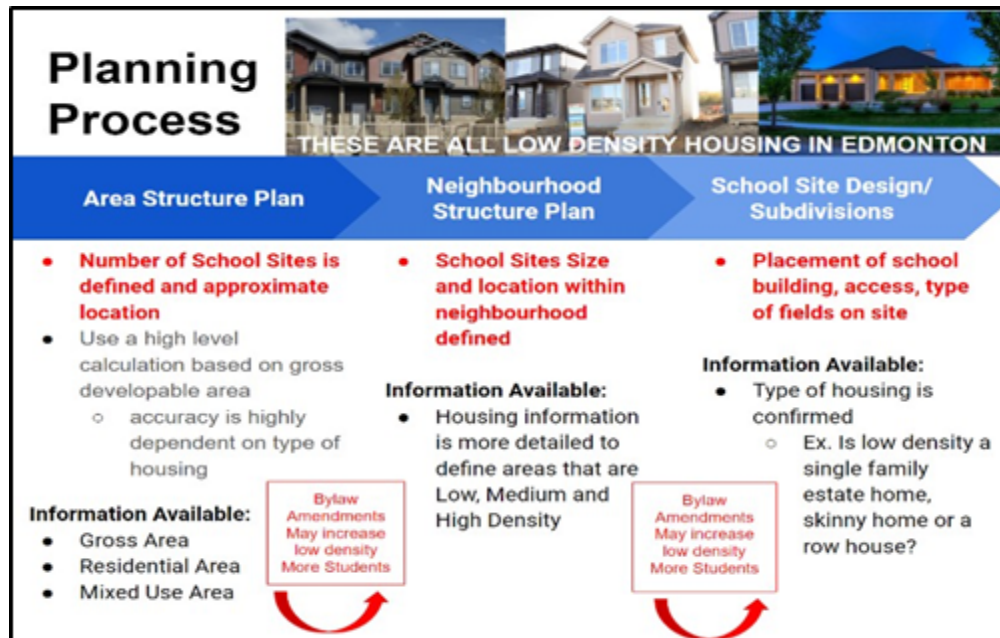 Planning
Process
THESE ARE ALL LOW DENSITY HOUSING IN EDMONTON
Area Structure Plan
Neighbourhood
Structure Plan
School Site Design/
Subdivisions
• Number of School Sites is
defined and approximate
location
• Use a high level
calculation based on gross
developable area
○ accuracy is highly
dependent on type of
housing
Information Available:
• Gross Area
• Residential Area
• Mixed Use Area
Bylaw
Amendments
May increase
low density
More Students
• School Sites Size
and location within
neighbourhood
defined
Information Available:
• Housing information
is more detailed to
define areas that are
Low, Medium and
High Density
Bylaw
Amendments
May increase
low density
More Students
• Placement of school
building, access, type
of fields on site
Information Available:
• Type of housing is
confirmed
○ Ex. Is low density a
single family
estate home,
skinny home or a
row house?